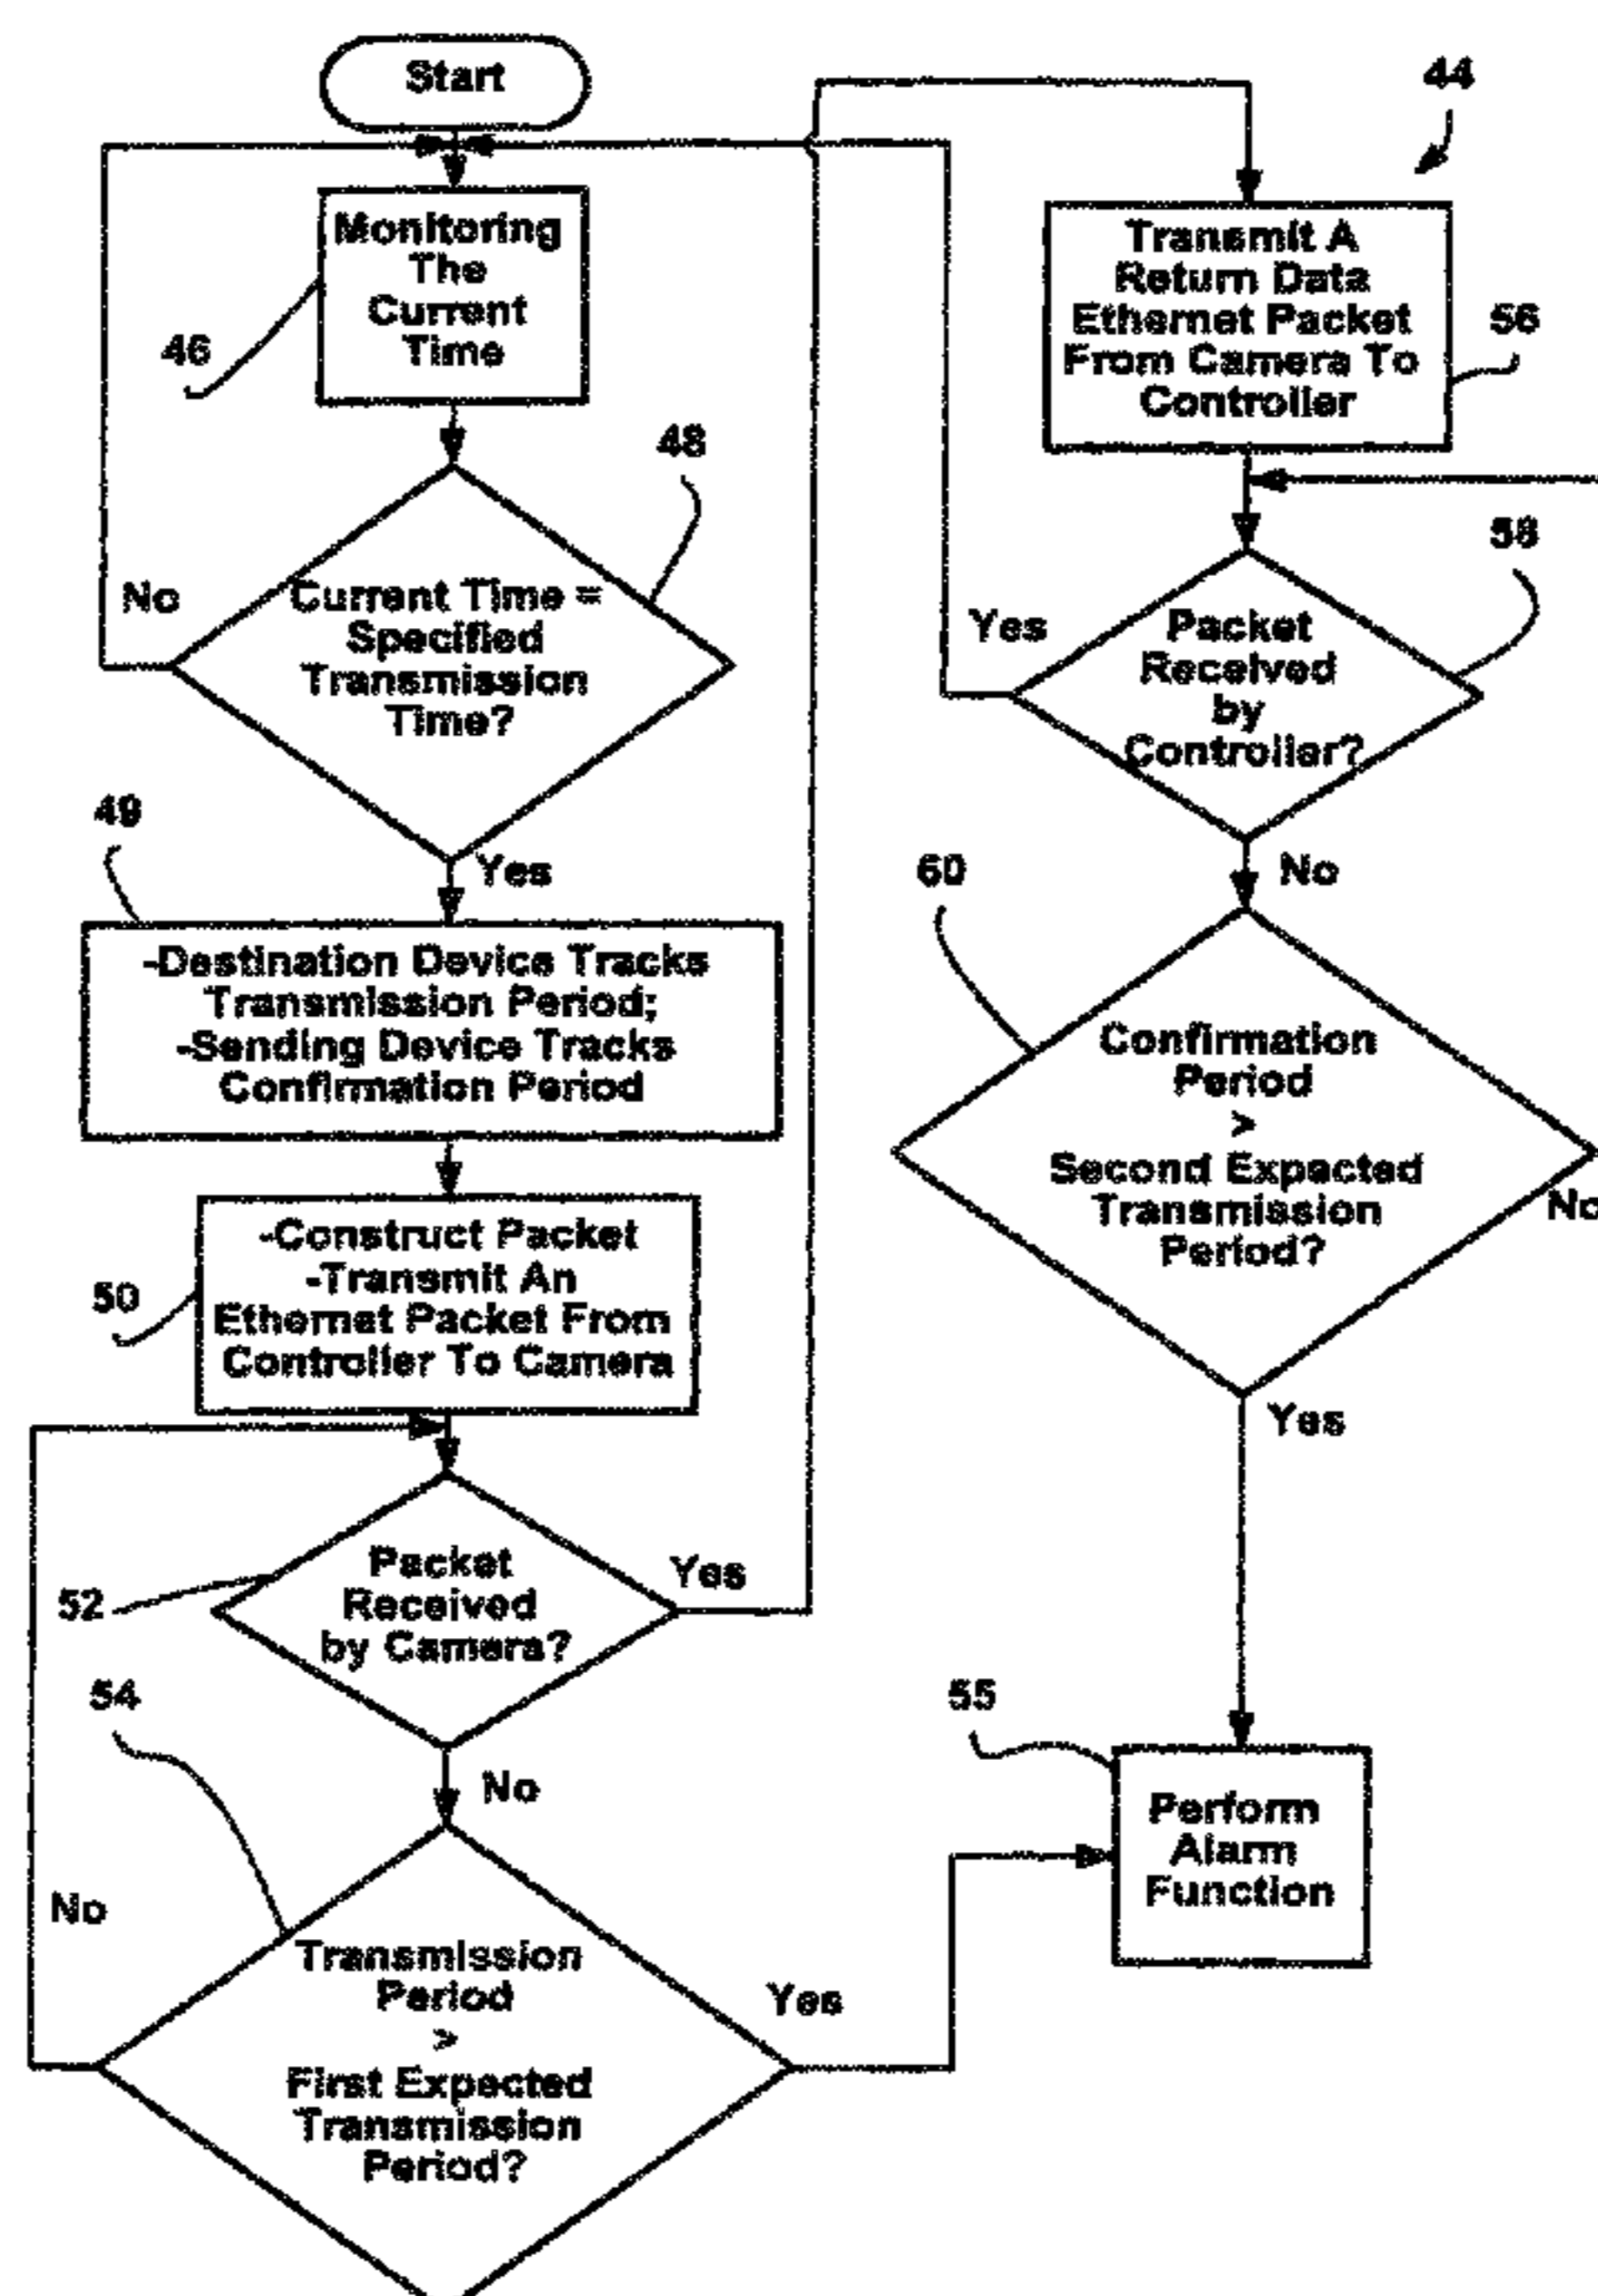 Start
44
Monitoring
The
Current
Time
46
Transmit A
Return Data
Ethernet Packet
From Camera To
Controller
56
48
No
Current Time =
Specified
Transmission
Time?
Yes
58
Yes
Packet
Received
by
Controller?
No
49
-Destination Device Tracks
Transmission Period;
-Sending Device Tracks
Confirmation Period
60
Confirmation
Period
>
Second Expected
Transmission
Period?
No
Yes
50
-Construct Packet
-Transmit An
Ethernet Packet From
Controller To Camera
52
Packet
Received
by Camera?
Yes
No
54
No
Transmission
Period
>
First Expected
Transmission
Period?
Yes
55
Perform
Alarm
Function